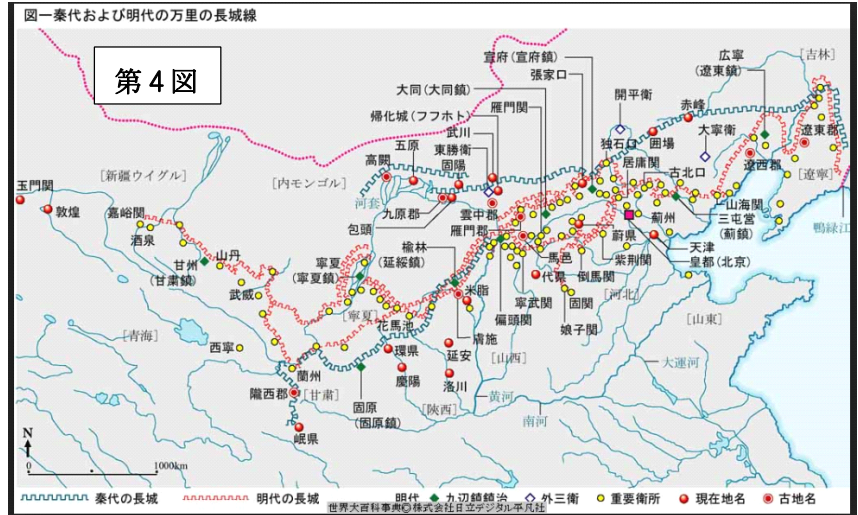 図一秦代および明代の万里の長城線
第4図
宣府(宣府鎮)
張家口
大同(大同鎮)
雁門関
帰化城(フフホト)
武川
東勝衛
固陽
五原
高闕
開平衛
赤峰
広寧
(遼東鎮)
[吉林]
独石口
囲場
居庸関
大寧衛
古北口
遼東郡
遼西郡
[遼寧]
鴨緑江
[新疆ウイグル]
[内モンゴル]
河套
九原郡
包頭
雲中郡
雁門郡
玉門関
敦煌
嘉峪関
酒泉
甘州
(甘粛鎮)
山丹
武威
西寧
[青海]
寧夏
(寧夏鎮)
[寧夏]
花馬池
楡林
(延綏鎮)
米脂
膚施
山海関
三屯営
(薊鎮)
薊州
天津
皇都(北京)
蔚県
紫荆関
馬邑
代県
倒馬関
寧武関
固関
偏頭関
娘子関
[河北]
[山東]
[山西]
大運河
環県
慶陽
延安
洛川
[陝西]
黄河
南河
蘭州
隴西郡
[甘粛]
岷県
固原
(固原鎮)
N
0
1000km
秦代の長城
明代の長城
明代
九辺鎮鎮治
外三衛
重要衛所
現在地名
古地名
世界大百科事典©株式会社日立デジタル平凡社